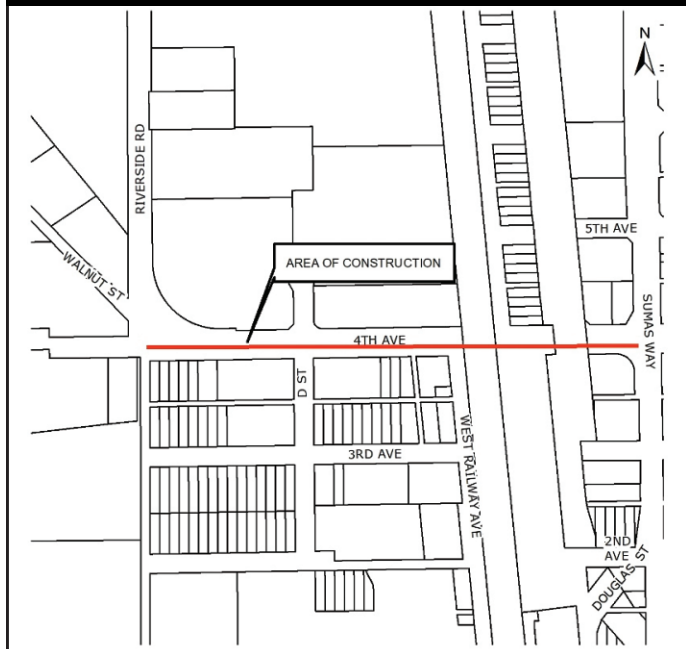 N
RIVERSIDE RD
5TH AVE
WALNUT ST
AREA OF CONSTRUCTION
SUMAS WAY
4TH AVE
D ST
3RD AVE
WEST RAILWAY AVE
2ND
AVE
DOUGLAS ST